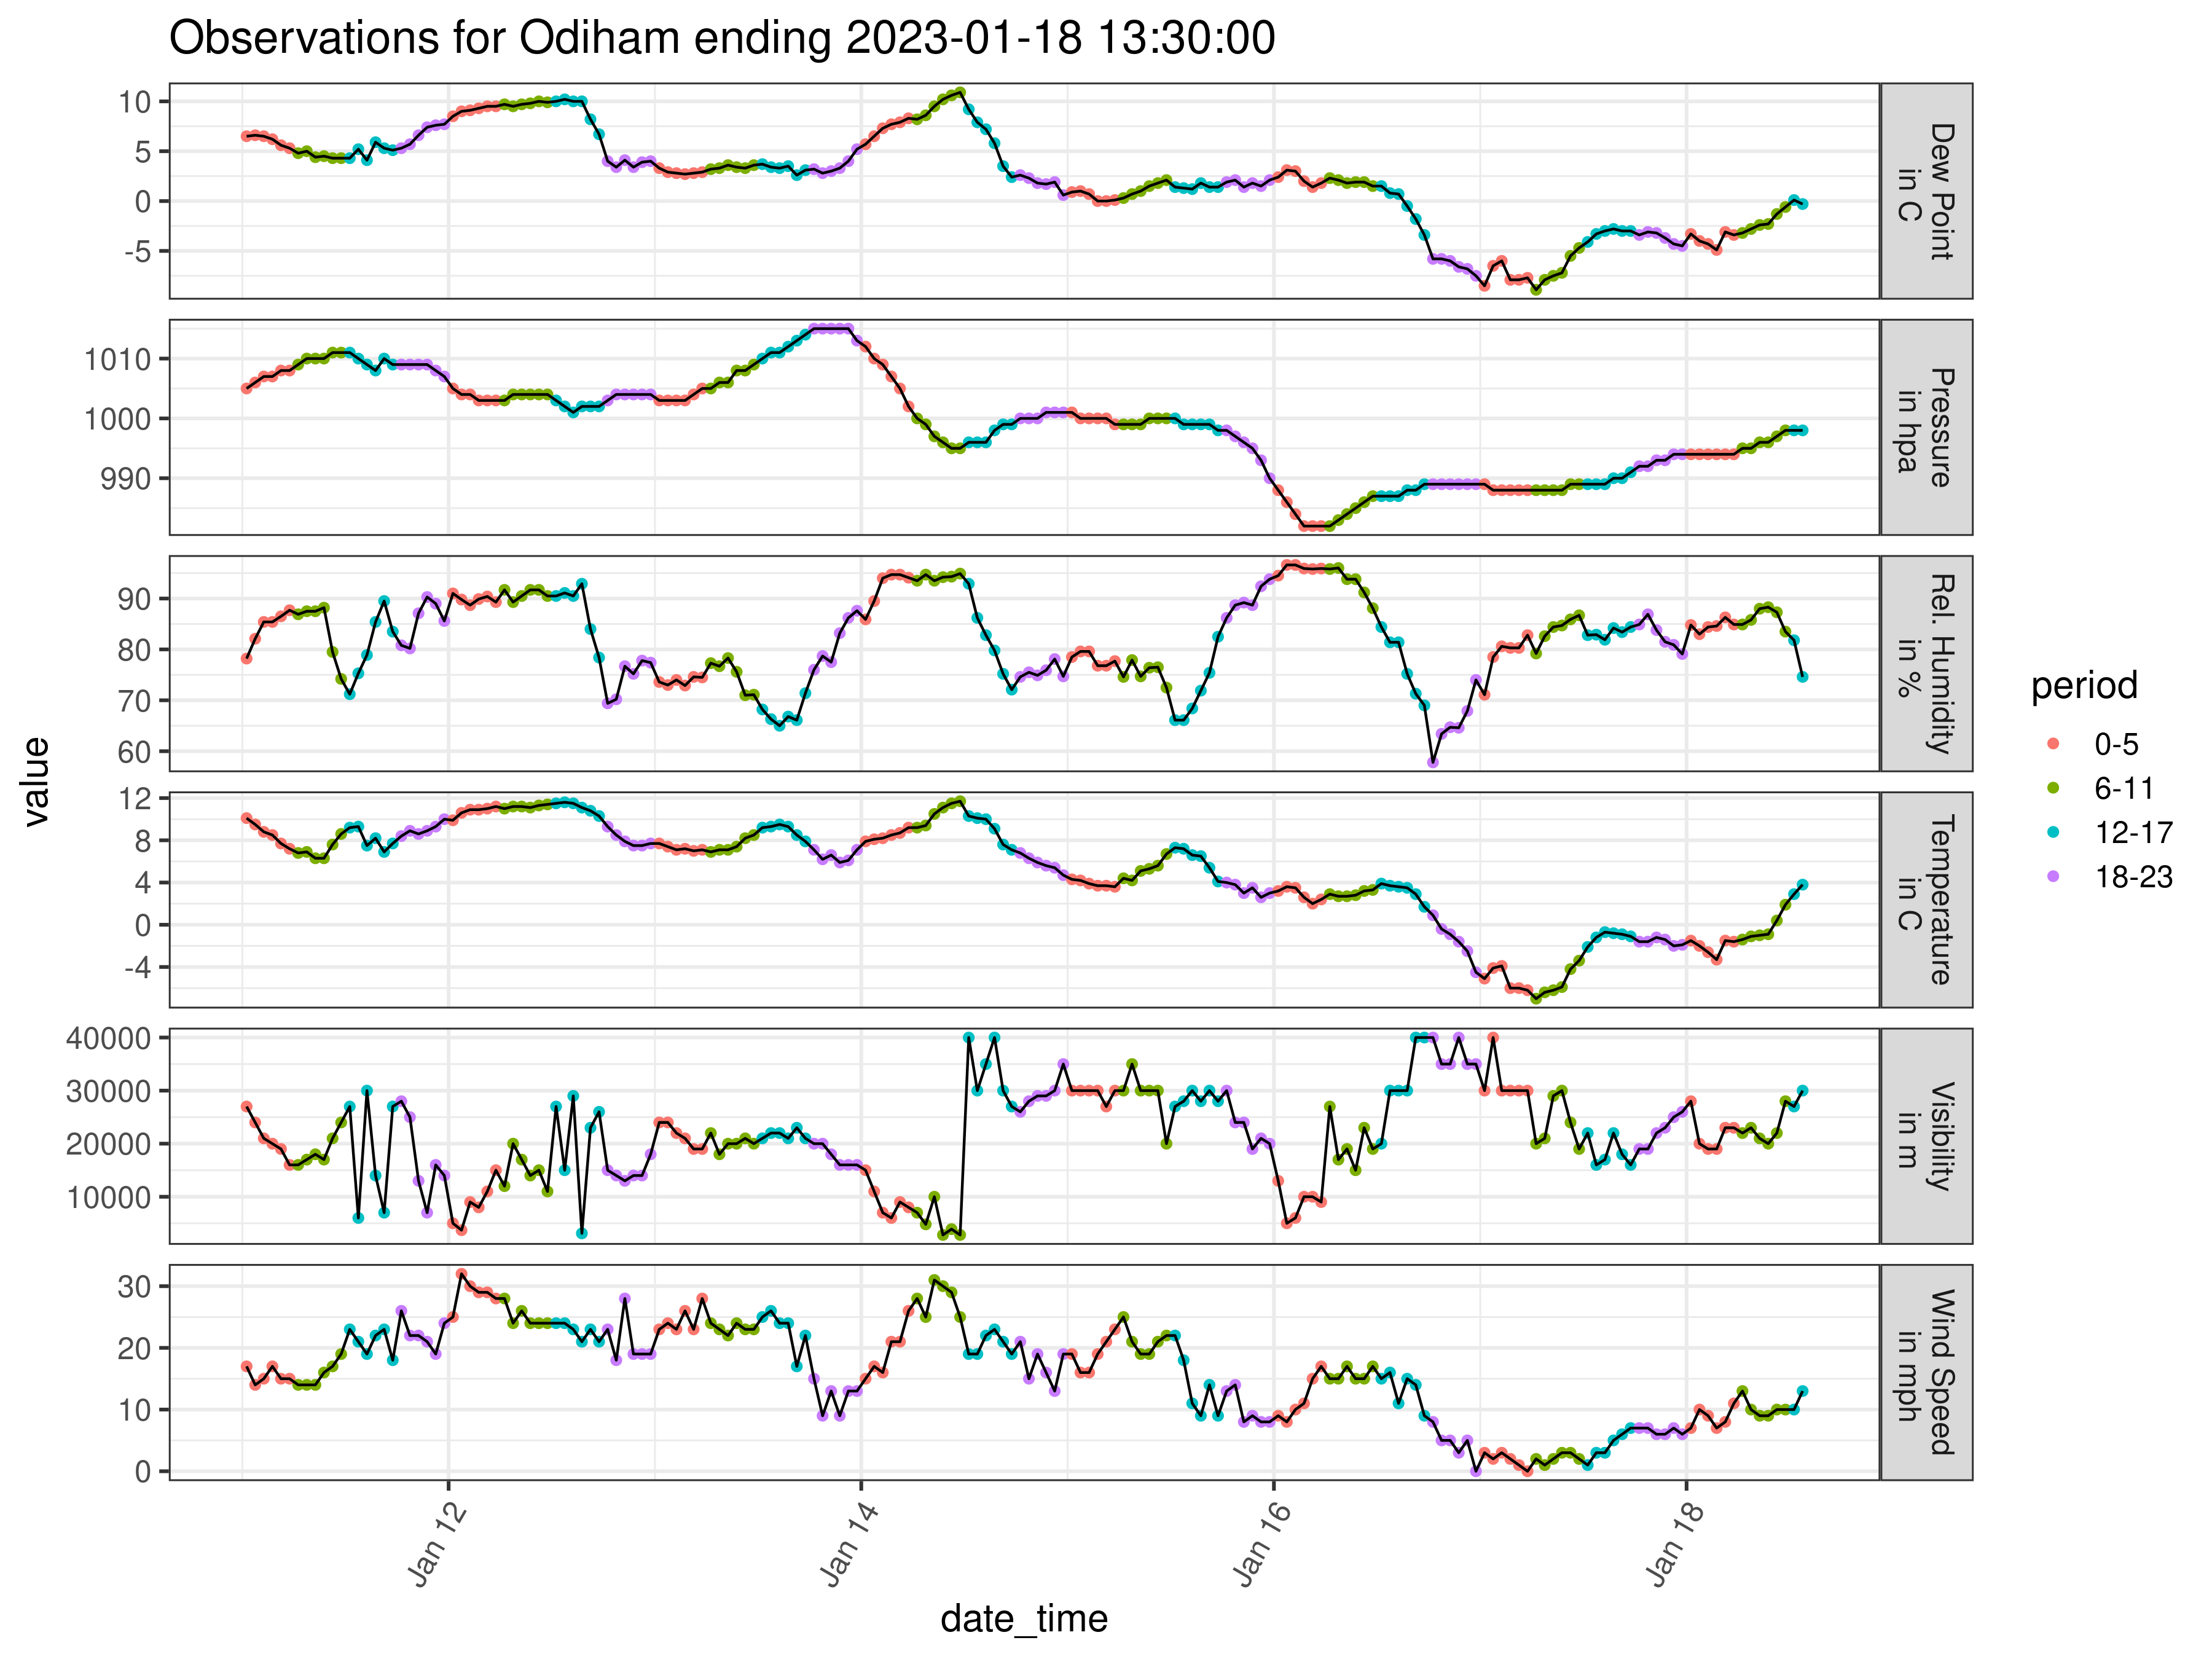 Observations for Odiham ending 2023-01-18 13:30:00
10
5
0
-5
Dew Point
in C
1010
1000
990
Pressure
in hpa
90
80
70
60
Rel. Humidity
in %
12
8
4
0
-4
Temperature
in C
40000
30000
20000
10000
Visibility
in m
30
20
10
0
Wind Speed
in mph
value
Jan 12
Jan 14
Jan 16
Jan 18
date_time
period
0-5
6-11
12-17
18-23